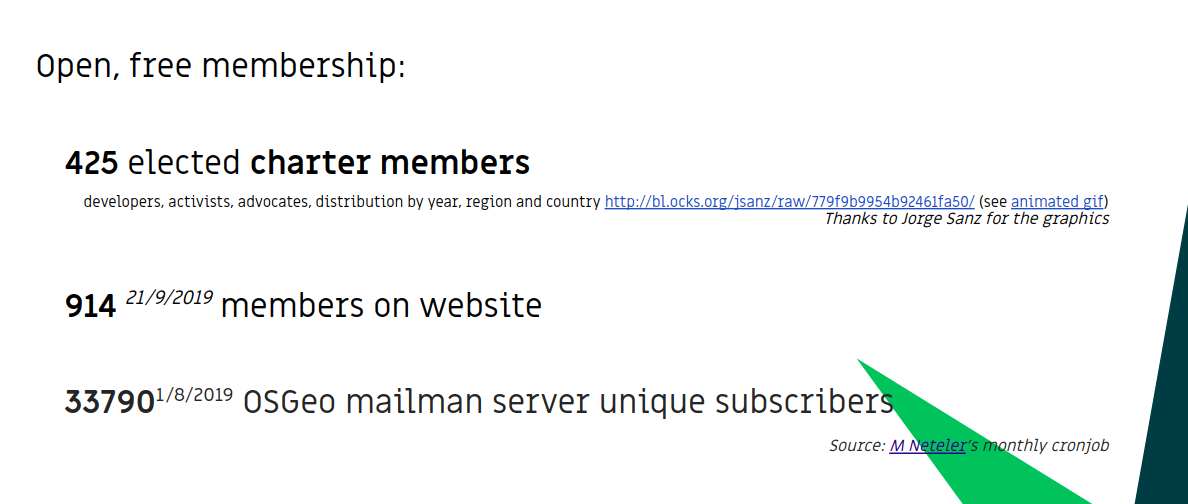 Open, free membership:
425 elected charter members
developers, activists, advocates, distribution by year, region and country http://bl.ocks.org/jsanz/raw/779f9b9954b92461fa50/ (see animated gif)
Thanks to Jorge Sanz for the graphics
914 21/9/2019 members on website
337901/8/2019 OSGeo mailman server unique subscribers
Source: M Neteler's monthly cronjob